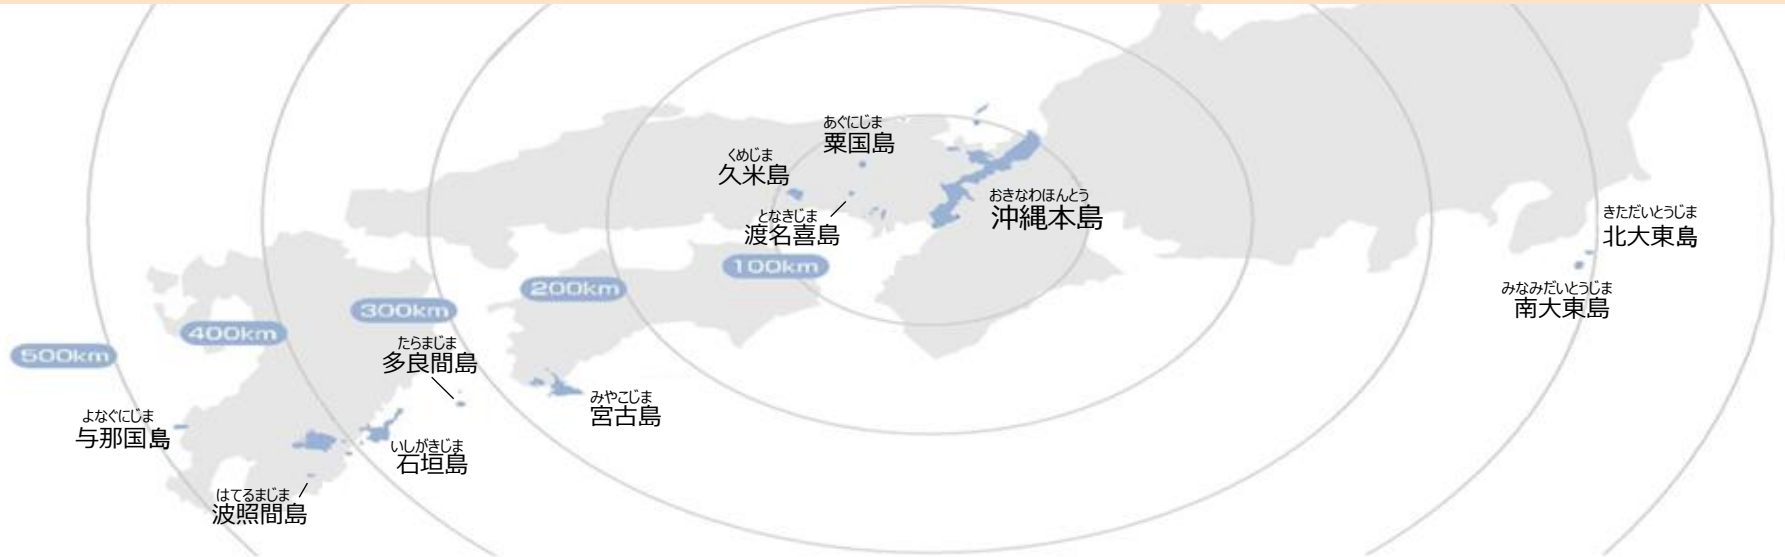 あぐにじま
粟国島
くめじま
久米島
となきじま
渡名喜島
おきなわほんとう
沖縄本島
きただいとうじま
北大東島
みなみだいとうじま
南大東島
100km
200km
300km
400km
500km
たらまじま
多良間島
みやこじま
宮古島
よなぐにじま
与那国島
いしがきじま
石垣島
はてるまじま
波照間島